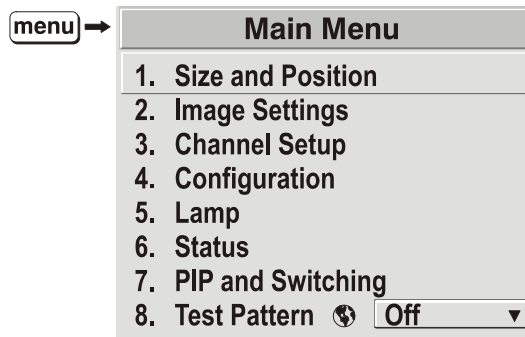 menu Main Menu
1. Size and Position
2. Image Settings
3. Channel Setup
4. Configuration
5. Lamp
6. Status
7. PIP and Switching
8. Test Pattern Off